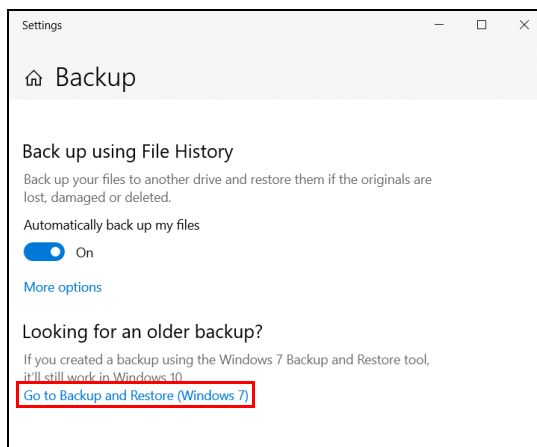 Settings
Backup
Back up using File History
Back up your files to another drive and restore them if the originals are
lost, damaged or deleted.
Automatically back up my files
On
More options
Looking for an older backup?
If you created a backup using the Windows 7 Backup and Restore tool,
it'll still work in Windows 10.
Go to Backup and Restore (Windows 7)